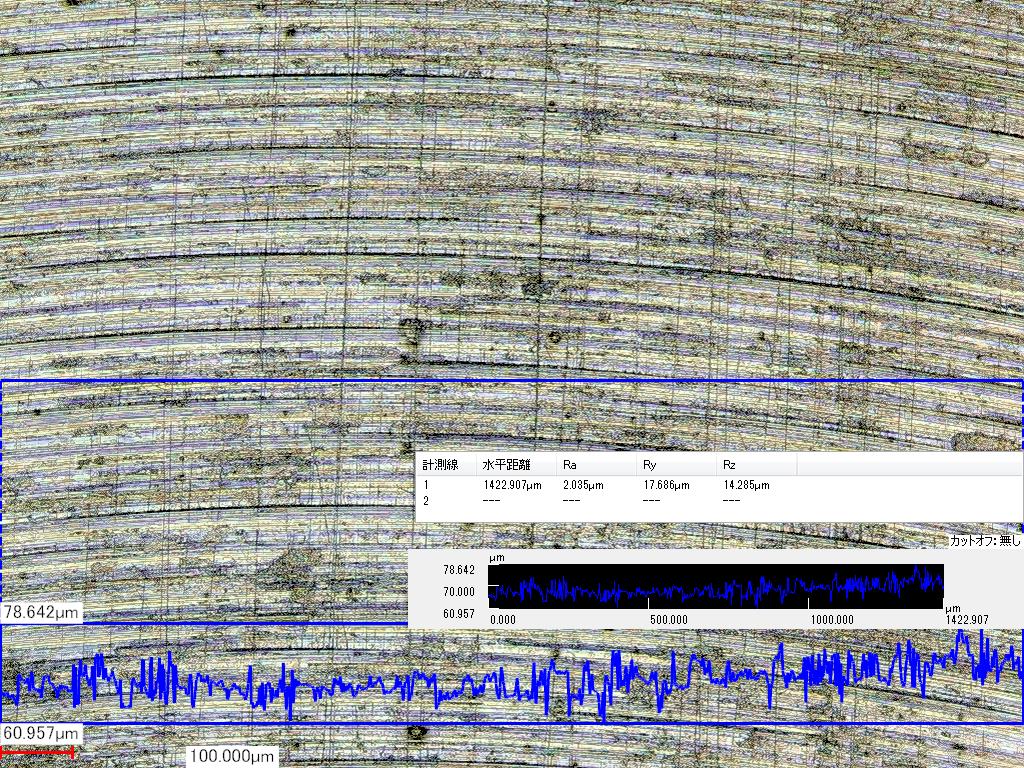 計測線 水平距離 Ra Ry Rz
1 1422.907μm 2.035μm 17.686μm 14.285μm
2 --- --- --- ---
カットオフ: 無し
μm
78.642
70.000
60.957
0.000 500.000 1000.000 1422.907
μm
78.642μm
60.957μm
100.000μm